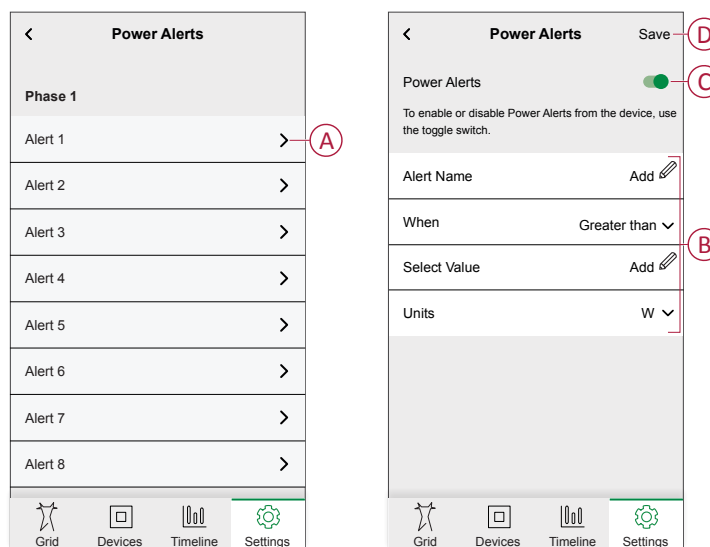 Power Alerts
Phase 1
Alert 1
A
Alert 2
Alert 3
Alert 4
Alert 5
Alert 6
Alert 7
Alert 8
Grid Devices Timeline Settings
Power Alerts Save
D
Power Alerts
C
To enable or disable Power Alerts from the device, use
the toggle switch.
Alert Name Add
When Greater than
B
Select Value Add
Units W
Grid Devices Timeline Settings